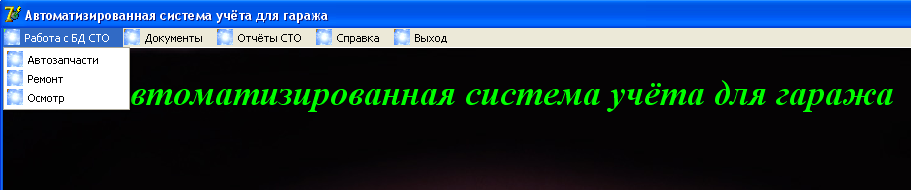 Автоматизированная система учёта для гаража
Работа с БД СТО Документы Отчёты СТО Справка Выход
Автозапчасти
Ремонт
Осмотр
втоматизированная система учёта для гаража